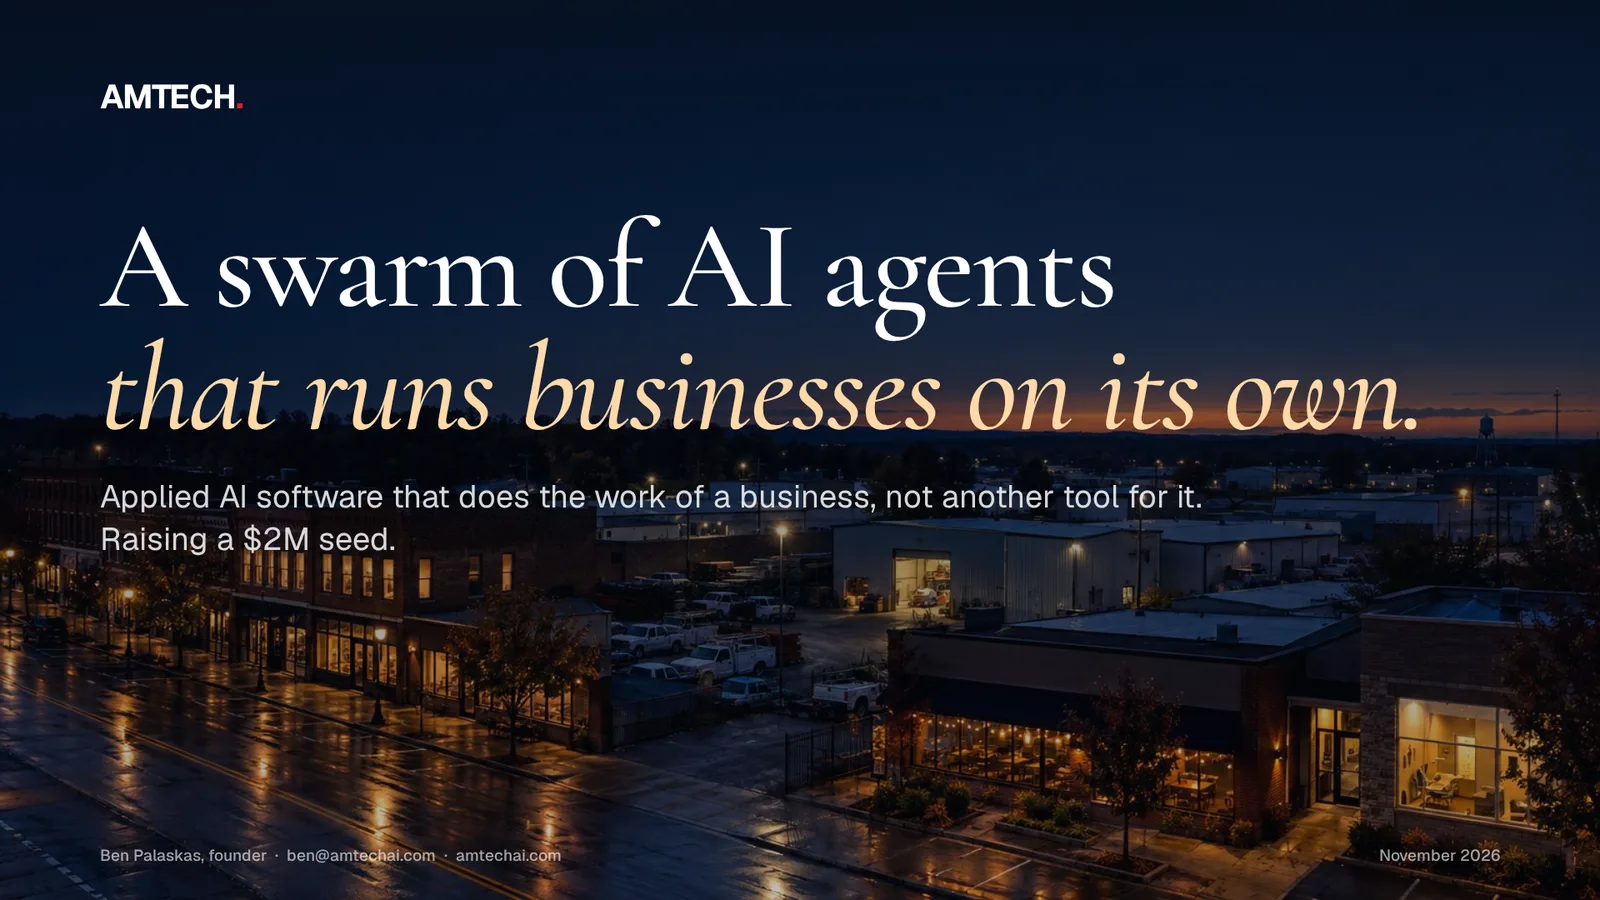 AMTECH.
A swarm of AI agents
that runs businesses on its own.
Applied AI software that does the work of a business, not another tool for it.
Raising a $2M seed.
Ben Palaskas, founder · ben@amtechai.com · amtechai.com
November 2026